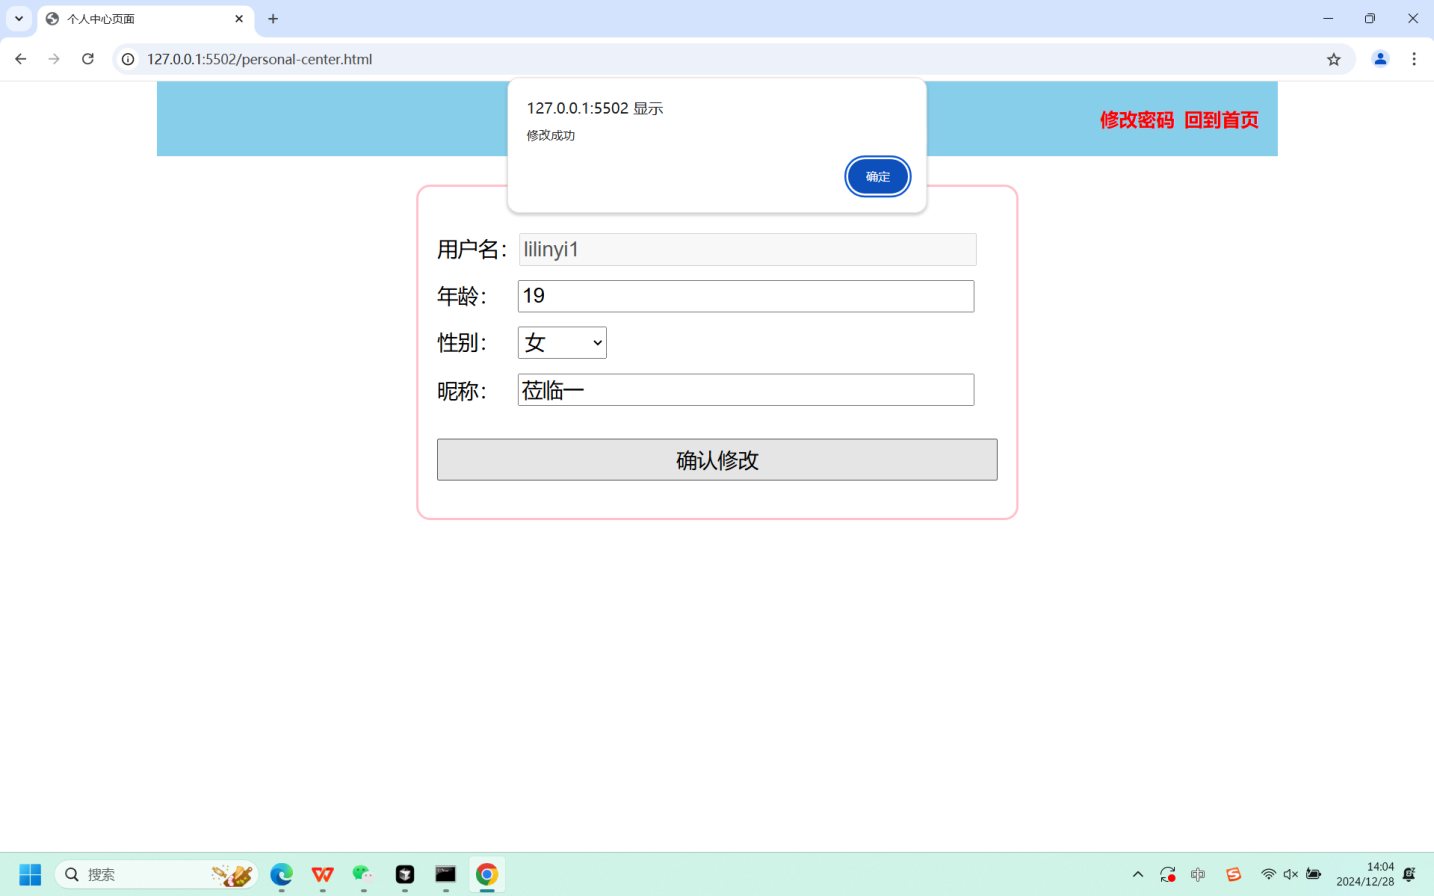 个人中心页面
127.0.0.1:5502/personal-center.html
127.0.0.1:5502 显示
修改成功
确定
修改密码 回到首页
用户名：lilinyi1
年龄：19
性别：女
昵称：莅临一
确认修改
搜索
中
14:04
2024/12/28